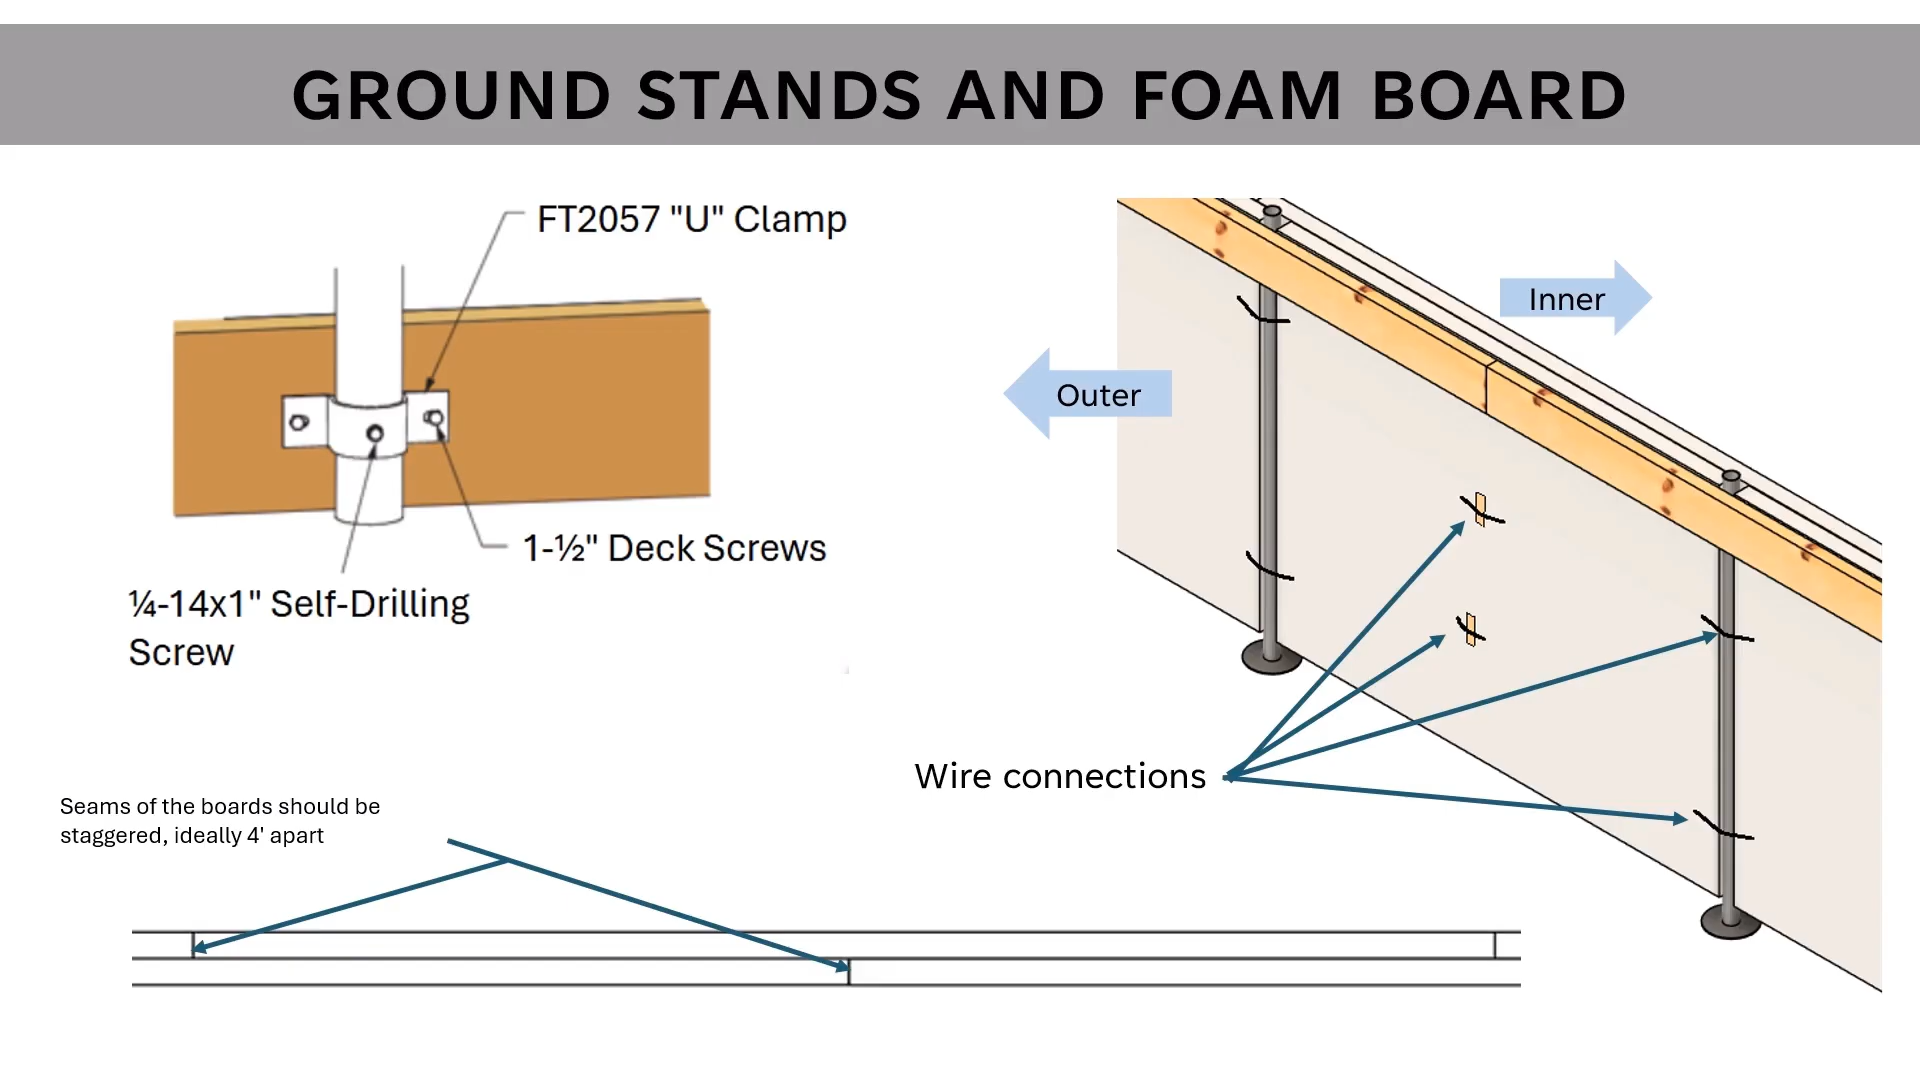 GROUND STANDS AND FOAM BOARD
FT2057 "U" Clamp
1-½" Deck Screws
¼-14x1" Self-Drilling
Screw
Inner
Outer
Wire connections
Seams of the boards should be
staggered, ideally 4' apart